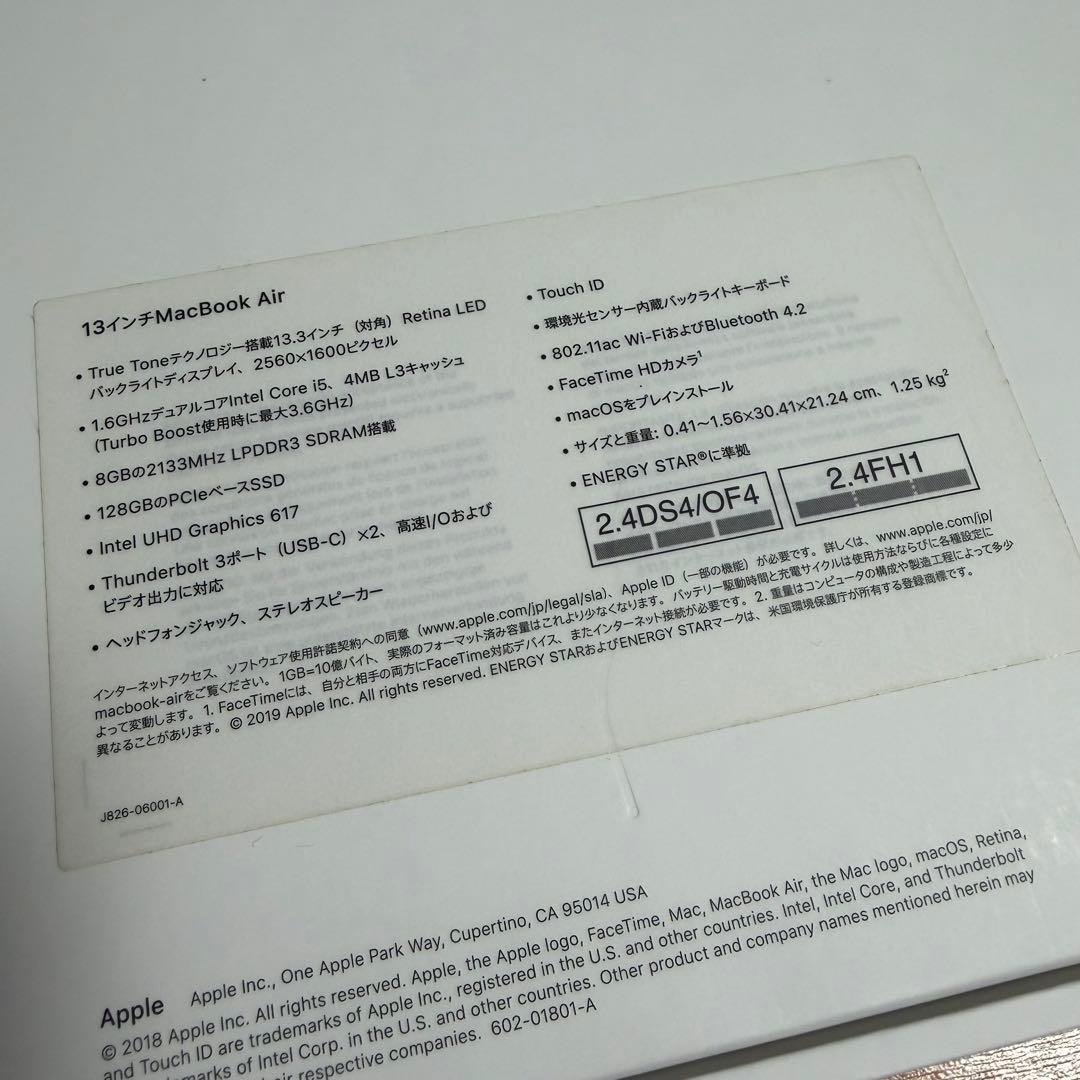 13インチMacBook Air
• True Toneテクノロジー搭載13.3インチ（対角）Retina LED
バックライトディスプレイ、2560×1600ピクセル
• 1.6GHzデュアルコアIntel Core i5、4MB L3キャッシュ
(Turbo Boost使用時に最大3.6GHz)
• 8GBの2133MHz LPDDR3 SDRAM搭載
• 128GBのPCIeベースSSD
• Intel UHD Graphics 617
• Thunderbolt 3ポート（USB-C）×2、高速I/Oおよび
ビデオ出力に対応
• ヘッドフォンジャック、ステレオスピーカー
• Touch ID
• 環境光センサー内蔵バックライトキーボード
• 802.11ac Wi-FiおよびBluetooth 4.2
• FaceTime HDカメラ¹
• macOSをプレインストール
• サイズと重量: 0.41〜1.56×30.41×21.24 cm、1.25 kg²
• ENERGY STAR®に準拠
2.4DS4/OF4
2.4FH1
インターネットアクセス、ソフトウェア使用許諾契約への同意（www.apple.com/jp/legal/sla）、Apple ID（一部の機能）が必要です。詳しくは、www.apple.com/jp/
macbook-airをご覧ください。1GB=10億バイト、実際のフォーマット済み容量はこれより少なくなります。バッテリー駆動時間と充電サイクルは使用方法ならびに各種設定に
よって変動します。1. FaceTimeには、自分と相手の両方にFaceTime対応デバイス、またインターネット接続が必要です。2. 重量はコンピュータの構成や製造工程によって多少
異なることがあります。© 2019 Apple Inc. All rights reserved. ENERGY STARおよびENERGY STARマークは、米国環境保護庁が所有する登録商標です。
J826-06001-A
Apple Apple Inc., One Apple Park Way, Cupertino, CA 95014 USA
© 2018 Apple Inc. All rights reserved. Apple, the Apple logo, FaceTime, Mac, MacBook Air, the Mac logo, macOS, Retina,
and Touch ID are trademarks of Apple Inc., registered in the U.S. and other countries. Intel, Intel Core, and Thunderbolt
of Intel Corp. in the U.S. and other countries. Other product and company names mentioned herein may
respective companies. 602-01801-A